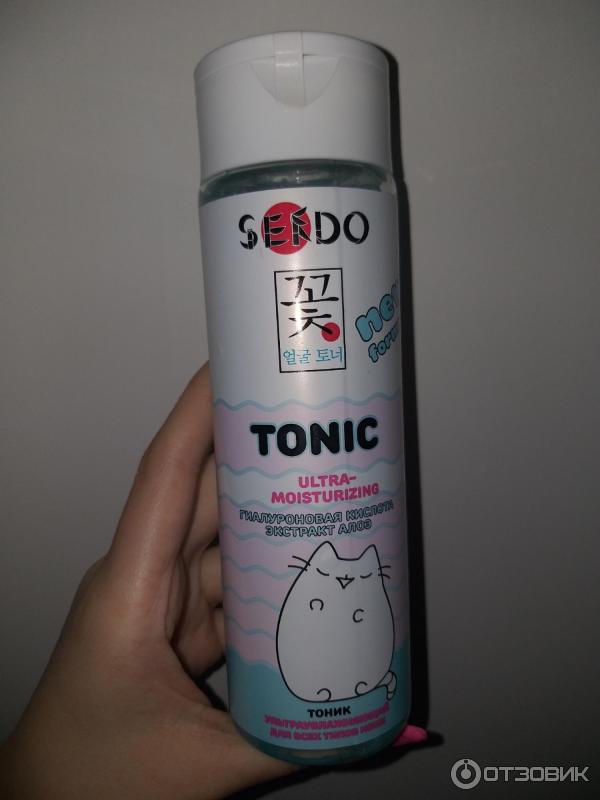 SENDO
꽃
얼굴 토너
new
TONIC
ULTRA-
MOISTURIZING
ГИАЛУРОНОВАЯ КИСЛОТА
ЭКСТРАКТ АЛОЭ
ТОНИК
УЛЬТРАУВЛАЖНЯЮЩИЙ
ДЛЯ ВСЕХ ТИПОВ КОЖИ
ОТЗОВИК